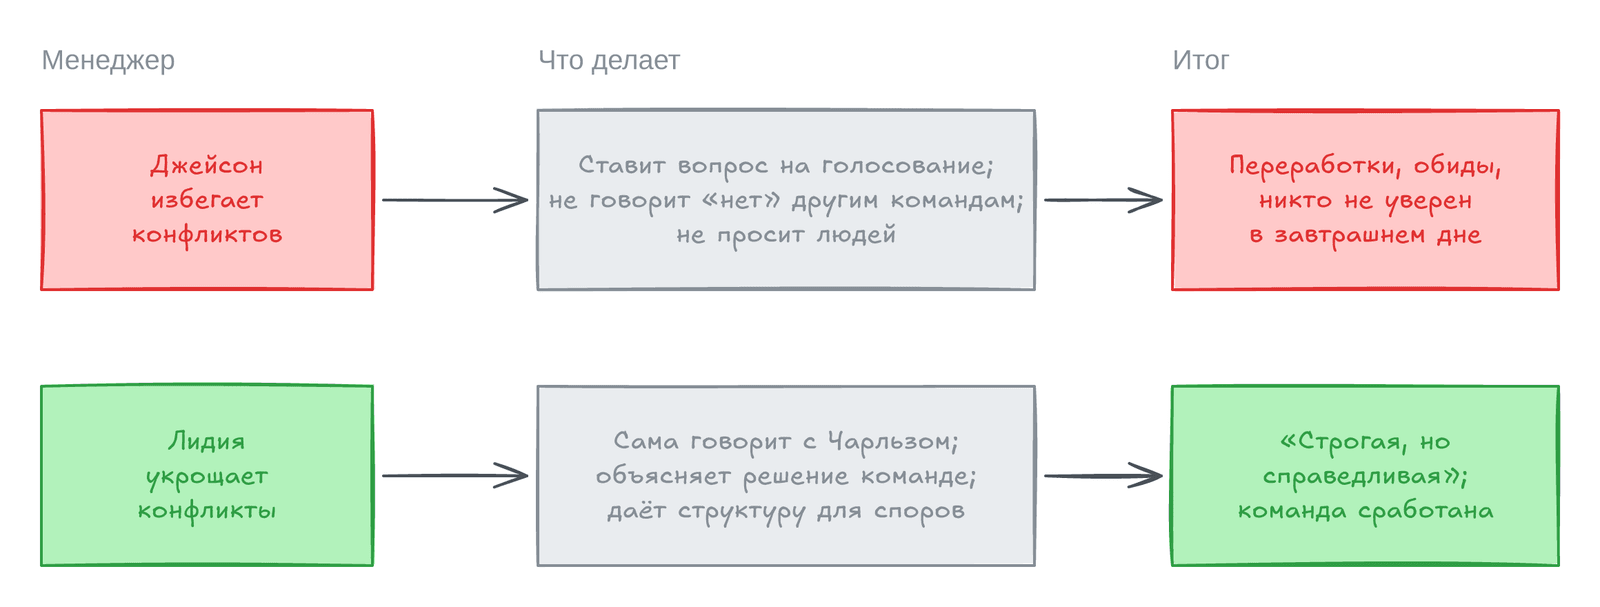 Менеджер
Что делает
Итог
Джейсон
избегает
конфликтов
Ставит вопрос на голосование;
не говорит «нет» другим командам;
не просит людей
Переработки, обиды,
никто не уверен
в завтрашнем дне
Лидия
укрощает
конфликты
Сама говорит с Чарльзом;
объясняет решение команде;
даёт структуру для споров
«Строгая, но
справедливая»;
команда сработана